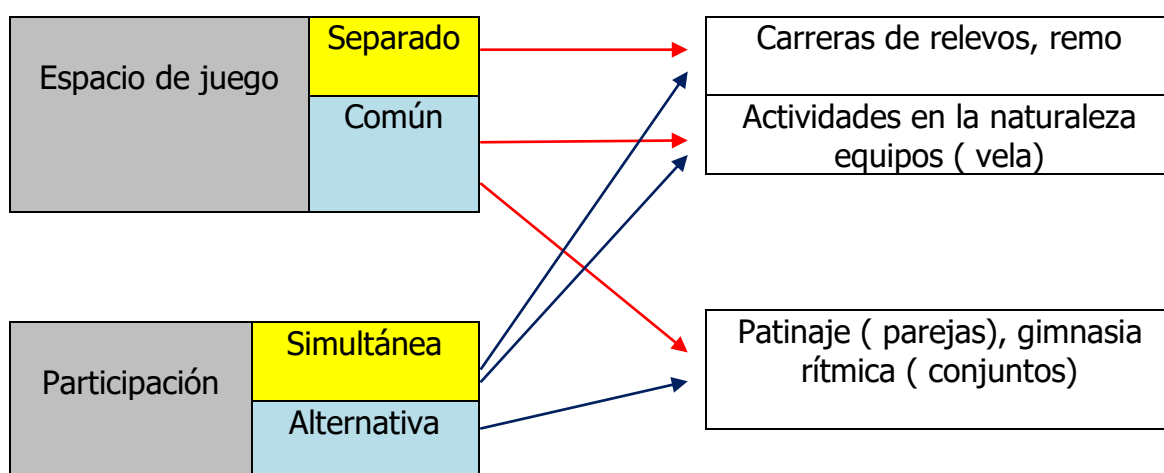 Espacio de juego
Separado
Común
Carreras de relevos, remo
Actividades en la naturaleza
equipos ( vela)
Participación
Simultánea
Alternativa
Patinaje ( parejas), gimnasia
rítmica ( conjuntos)